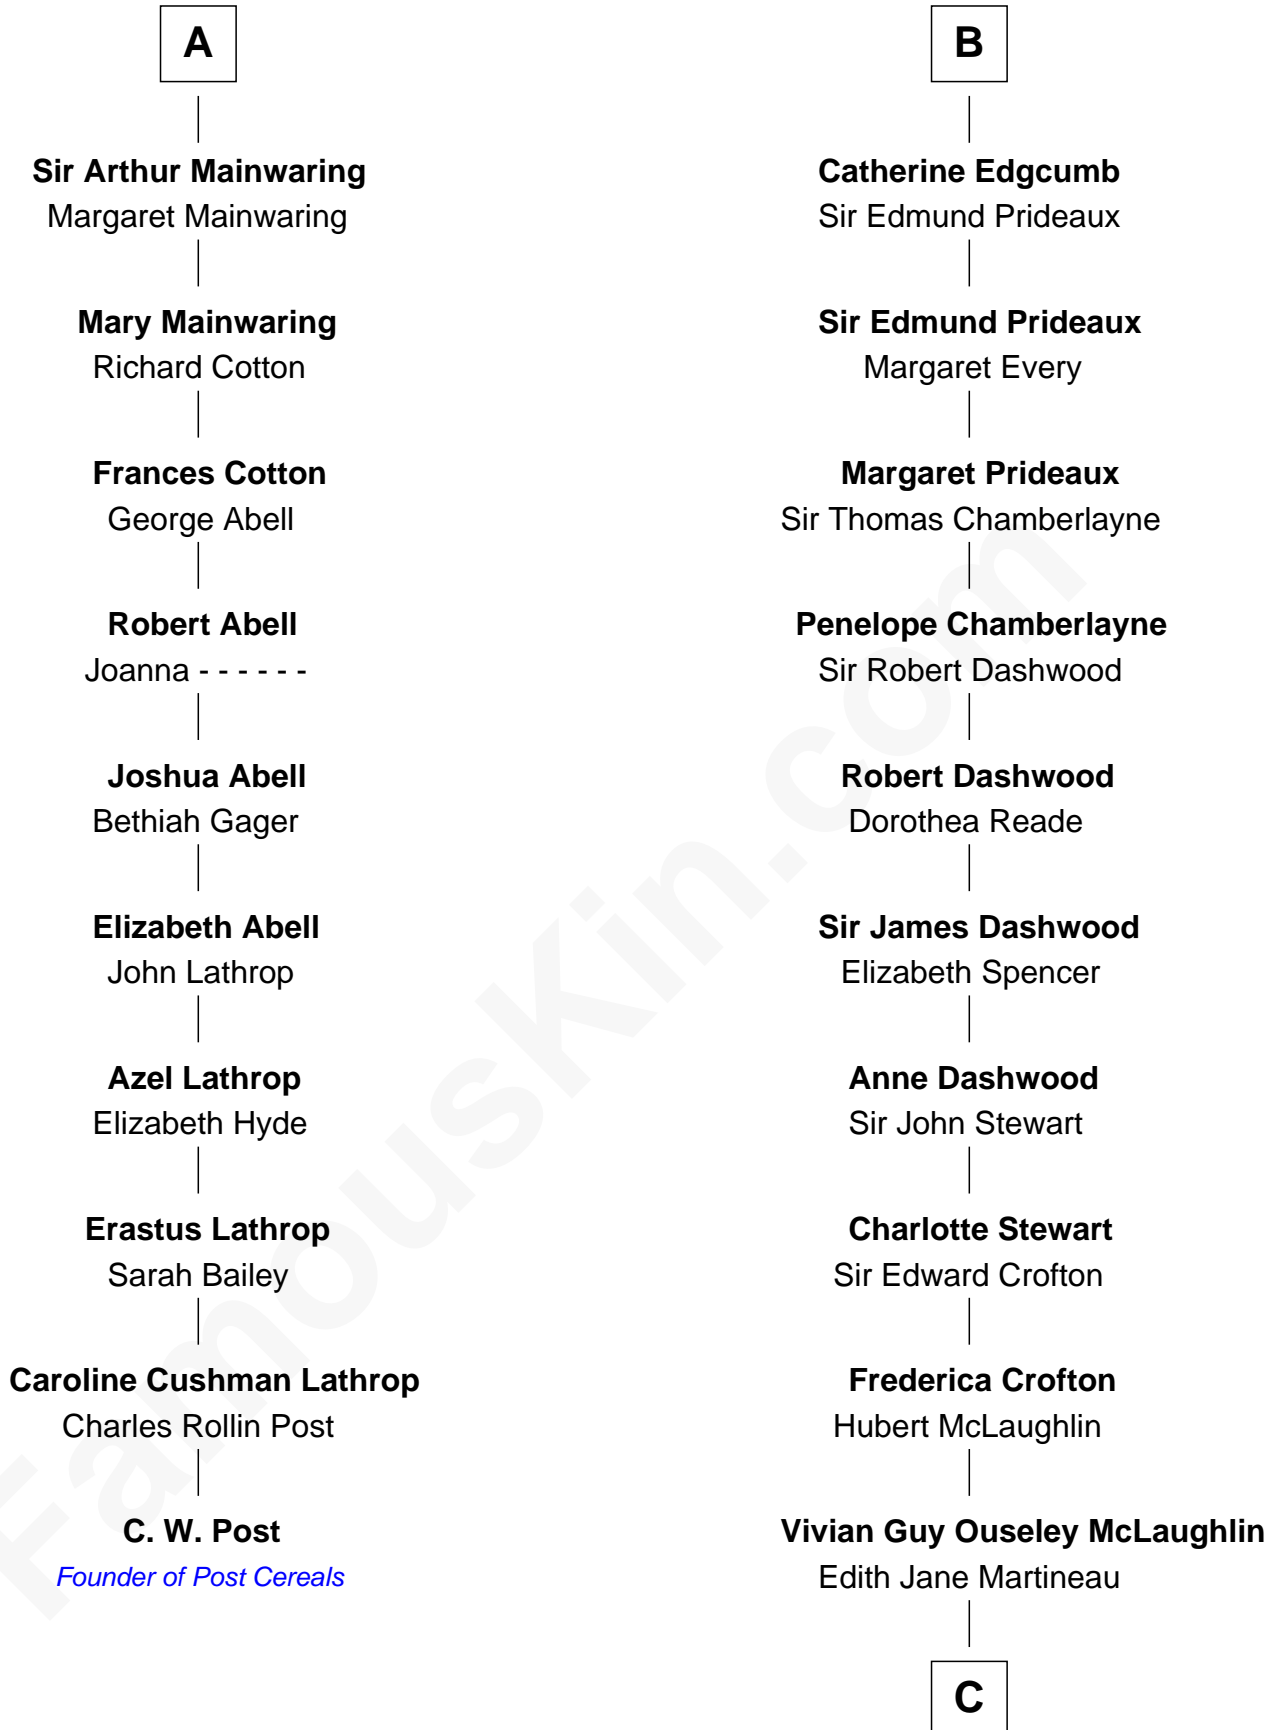 A
Sir Arthur Mainwaring
Margaret Mainwaring
Mary Mainwaring
Richard Cotton
Frances Cotton
George Abell
Robert Abell
Joanna - - - - - -
Joshua Abell
Bethiah Gager
Elizabeth Abell
John Lathrop
Azel Lathrop
Elizabeth Hyde
Erastus Lathrop
Sarah Bailey
Caroline Cushman Lathrop
Charles Rollin Post
C. W. Post
Founder of Post Cereals
B
Catherine Edgcumb
Sir Edmund Prideaux
Sir Edmund Prideaux
Margaret Every
Margaret Prideaux
Sir Thomas Chamberlayne
Penelope Chamberlayne
Sir Robert Dashwood
Robert Dashwood
Dorothea Reade
Sir James Dashwood
Elizabeth Spencer
Anne Dashwood
Sir John Stewart
Charlotte Stewart
Sir Edward Crofton
Frederica Crofton
Hubert McLaughlin
Vivian Guy Ouseley McLaughlin
Edith Jane Martineau
C
FamousKin.com